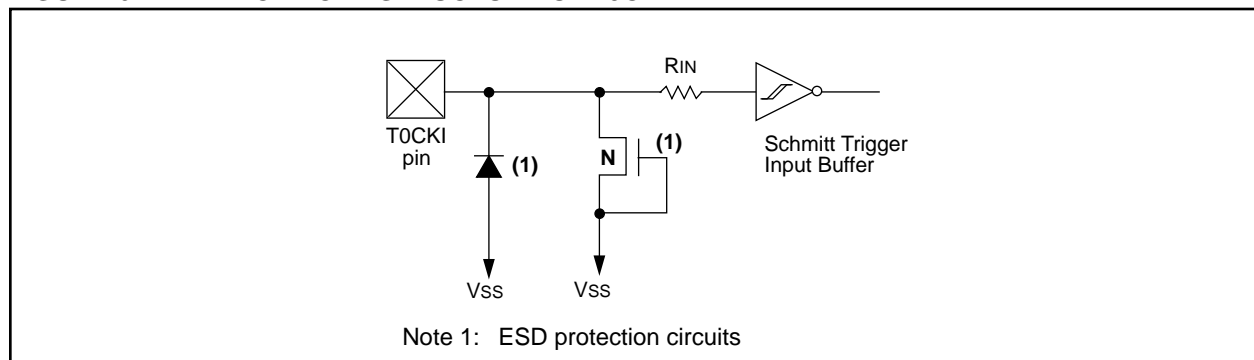 T0CKI
pin
(1)
VSS
N
(1)
VSS
RIN
Schmitt Trigger
Input Buffer
Note 1: ESD protection circuits